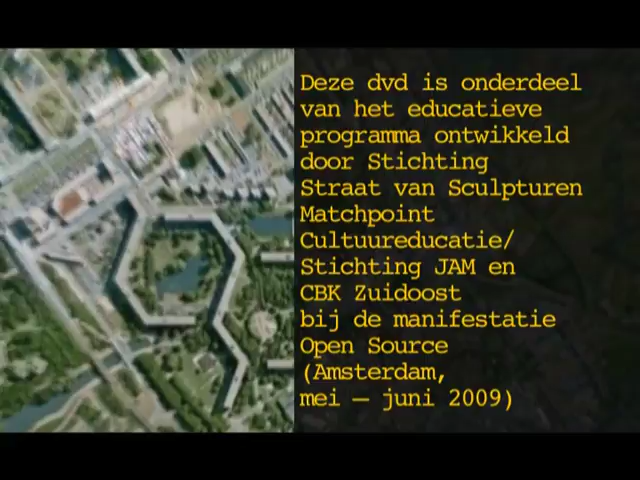 Deze dvd is onderdeel
van het educatieve
programma ontwikkeld
door Stichting
Straat van Sculpturen
Matchpoint
Cultuureducatie/
Stichting JAM en
CBK Zuidoost
bij de manifestatie
Open Source
(Amsterdam,
mei – juni 2009)